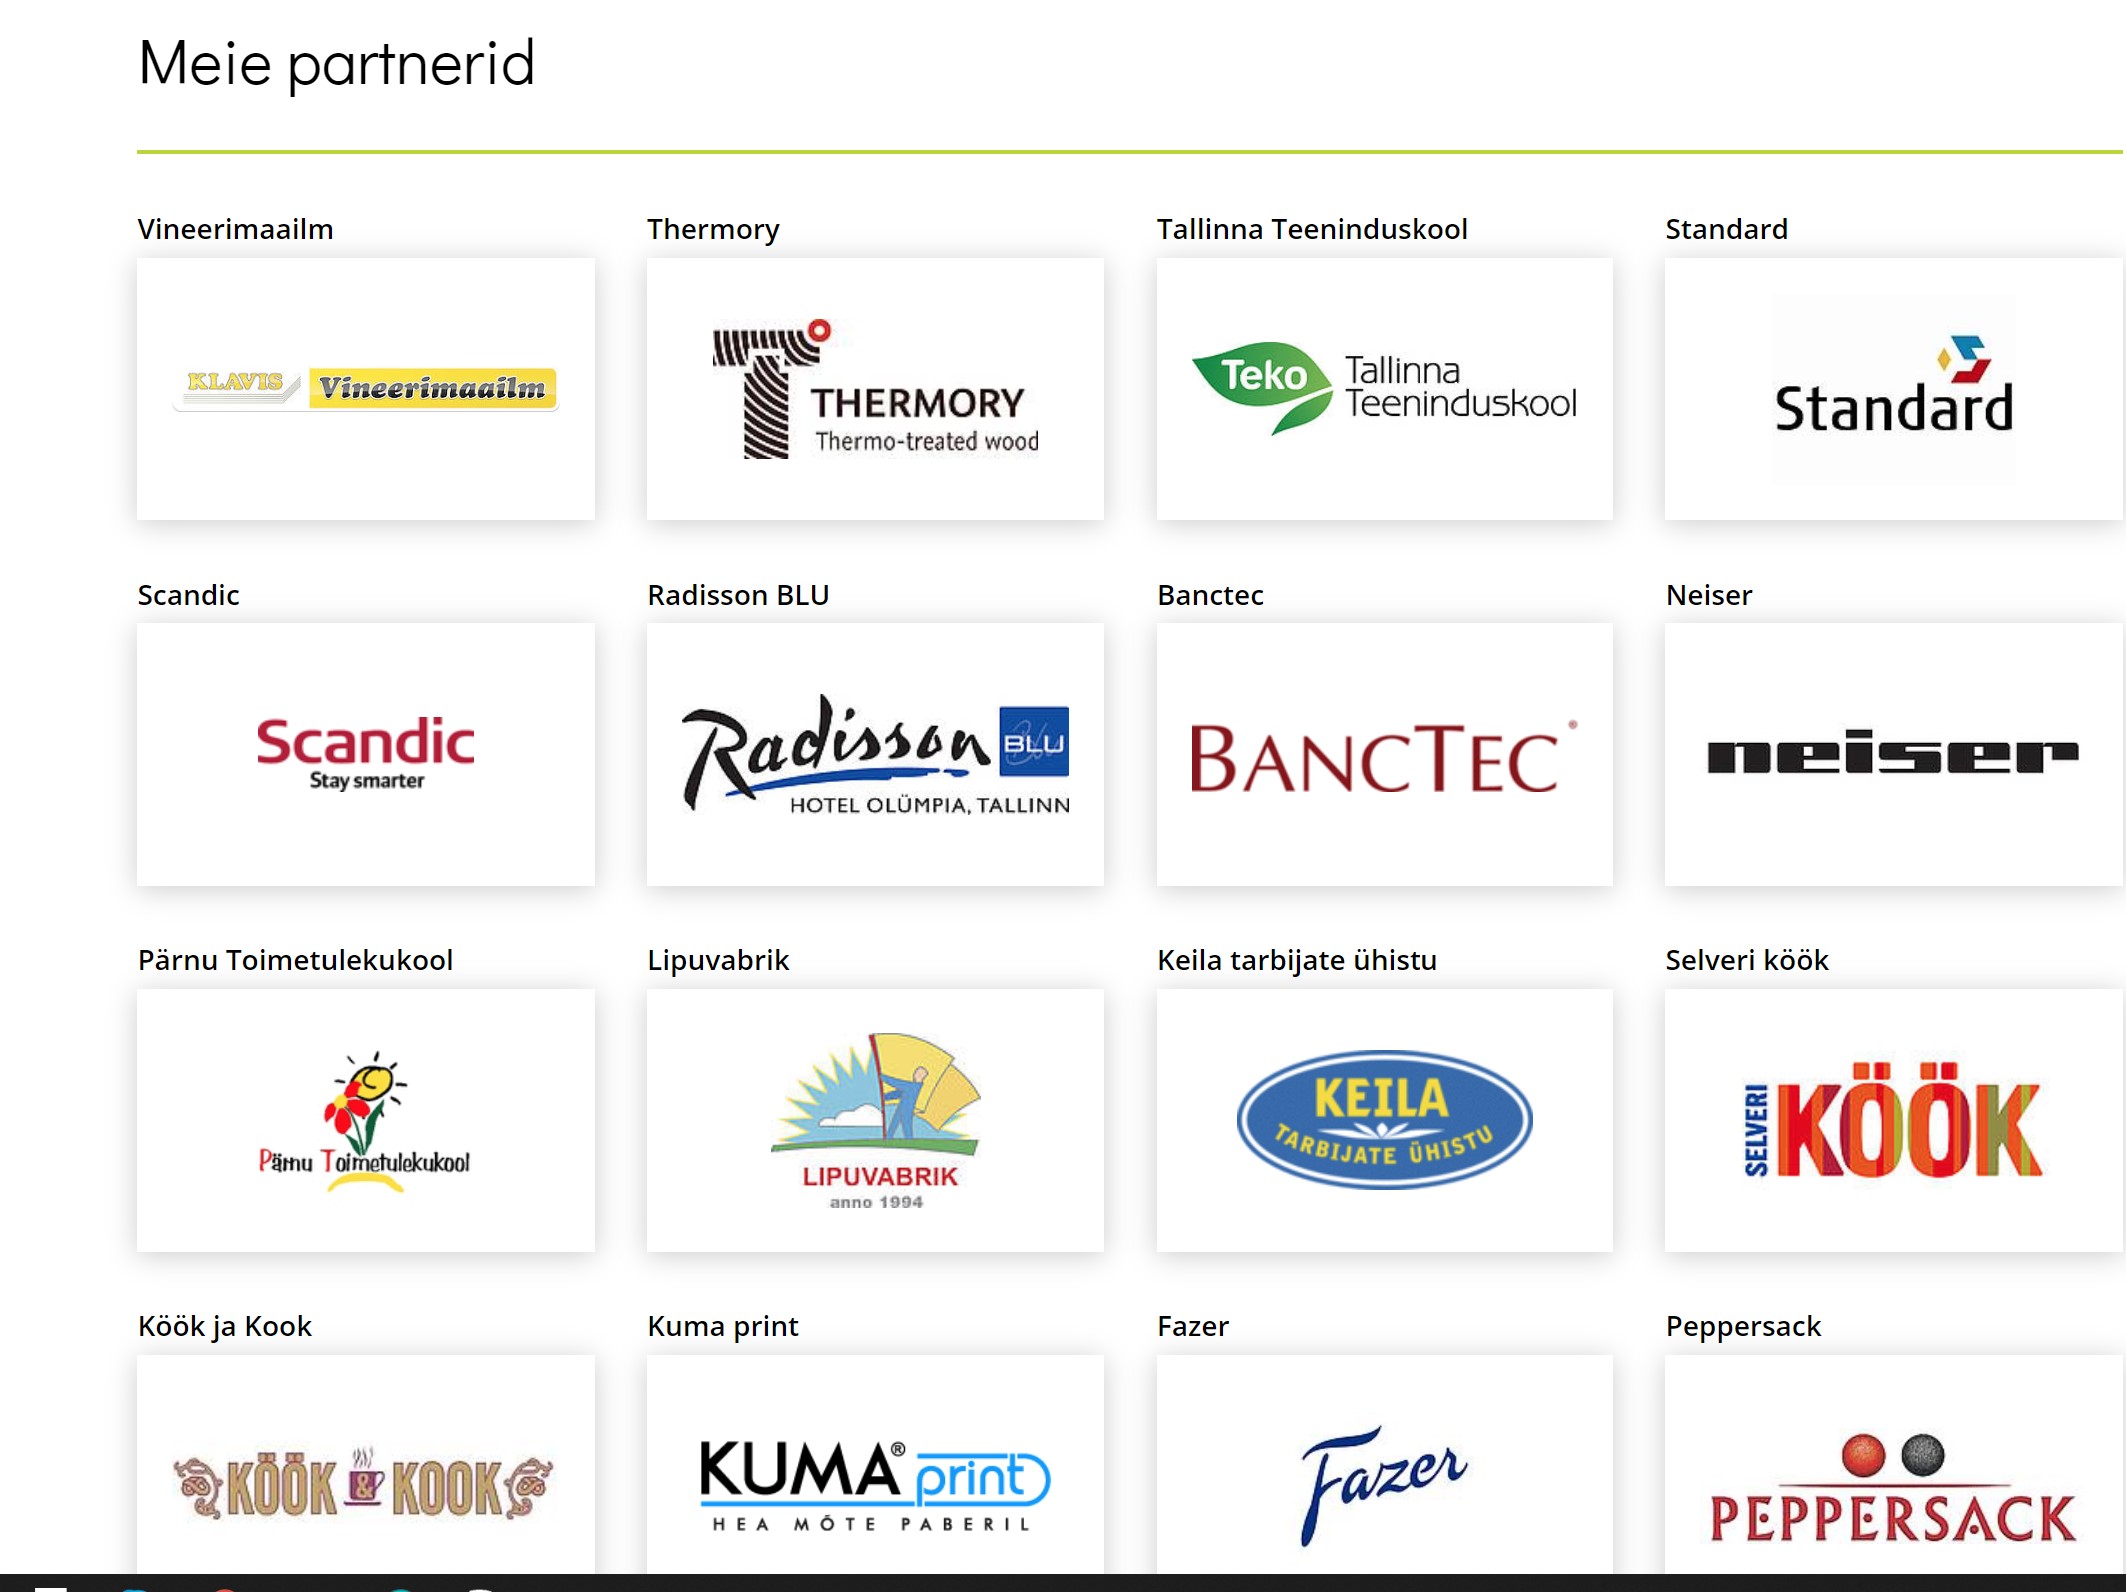 Meie partnerid
Vineerimaailm
Thermory
Tallinna Teeninduskool
Standard
KLAVIS Vineerimaailm
THERMORY
Thermo-treated wood
Teko
Tallinna
Teeninduskool
Standard
Scandic
Radisson BLU
Banctec
Neiser
Scandic
Stay smarter
Radisson BLU
HOTEL OLÜMPIA, TALLINN
BANCTEC®
neiser
Pärnu Toimetulekukool
Lipuvabrik
Keila tarbijate ühistu
Selveri köök
Pärnu Toimetulekukool
LIPUVABRIK
anno 1994
KEILA
TARBIJATE ÜHISTU
SELVERI
KÖÖK
Köök ja Kook
Kuma print
Fazer
Peppersack
KÖÖK & KOOK
KUMA® print
HEA MÕTE PABERIL
Fazer
PEPPERSACK